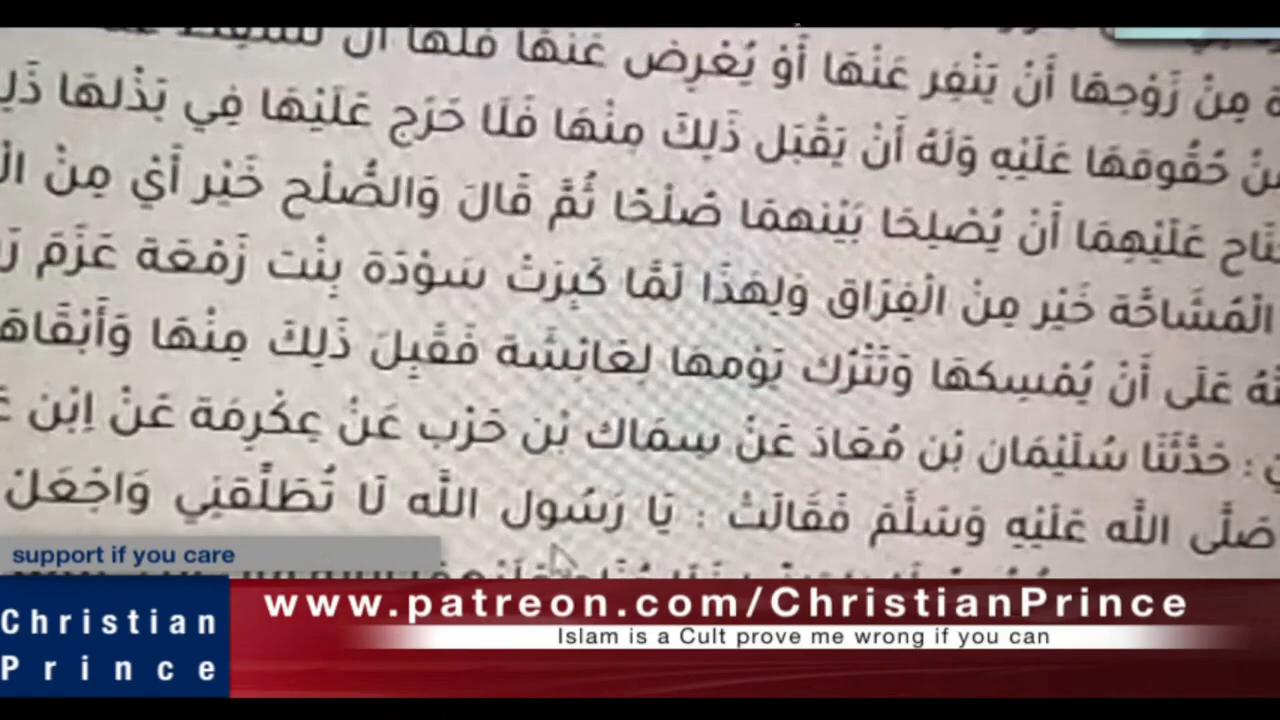 ة مِنْ زَوْجهَا أَنْ يَنْفِر عَنْهَا أَوْ يُعْرِض عَنْهَا فَلَهَا أَنْ تُسْقِط
مِنْ حُقُوقهَا عَلَيْهِ وَلَهُ أَنْ يَقْبَل ذَلِكَ مِنْهَا فَلَا حَرَج عَلَيْهَا فِي بَذْلهَا ذَلِ
نَاح عَلَيْهِمَا أَنْ يُصْلِحَا بَيْنهمَا صُلْحًا ثُمَّ قَالَ وَالصُّلْح خَيْر أَيْ مِنْ الْ
الْمُشَاحَّة خَيْر مِنْ الْفِرَاق وَلِهَذَا لَمَّا كَبِرَتْ سَوْدَة بِنْت زَمْعَة عَزَمَ رَ
لَّهُ عَلَى أَنْ يُمْسِكهَا وَتَتْرُك يَوْمهَا لِعَائِشَة فَقَبِلَ ذَلِكَ مِنْهَا وَأَبْقَاهَ
ي : حَدَّثَنَا سُلَيْمَان بْن مُعَاذَ عَنْ سِمَاك بْن حَرْب عَنْ عِكْرِمَة عَنْ اِبْن عَ
صَلَّى اللَّه عَلَيْهِ وَسَلَّمَ فَقَالَتْ : يَا رَسُول اللَّه لَا تُطَلِّقنِي وَاجْعَلْ
support if you care
www.patreon.com/ChristianPrince
Islam is a Cult prove me wrong if you can
Christian
Prince